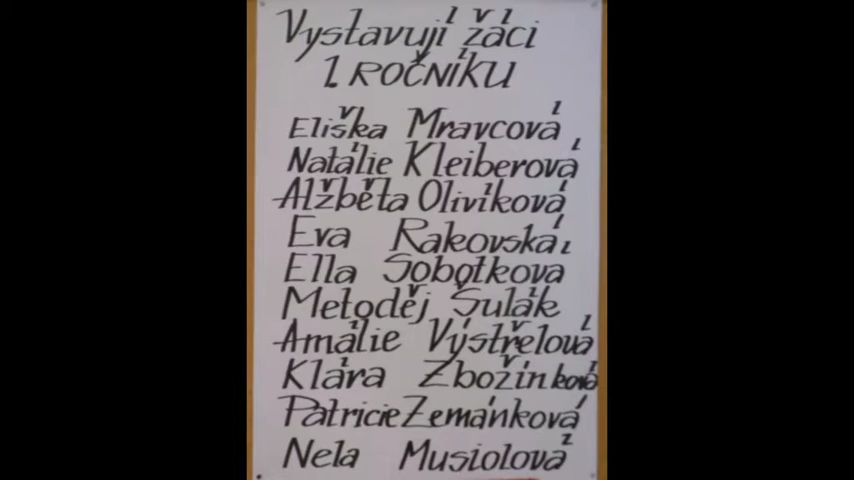 Vystavují žáci
1. ROČNÍKU
Eliška Mravcová
Natálie Kleiberová
Alžběta Olivíková
Eva Rakovská
Ella Sobotková
Metoděj Šulák
Amálie Výstřelová
Klára Zbožínková
Patricie Zemánková
Nela Musiolová